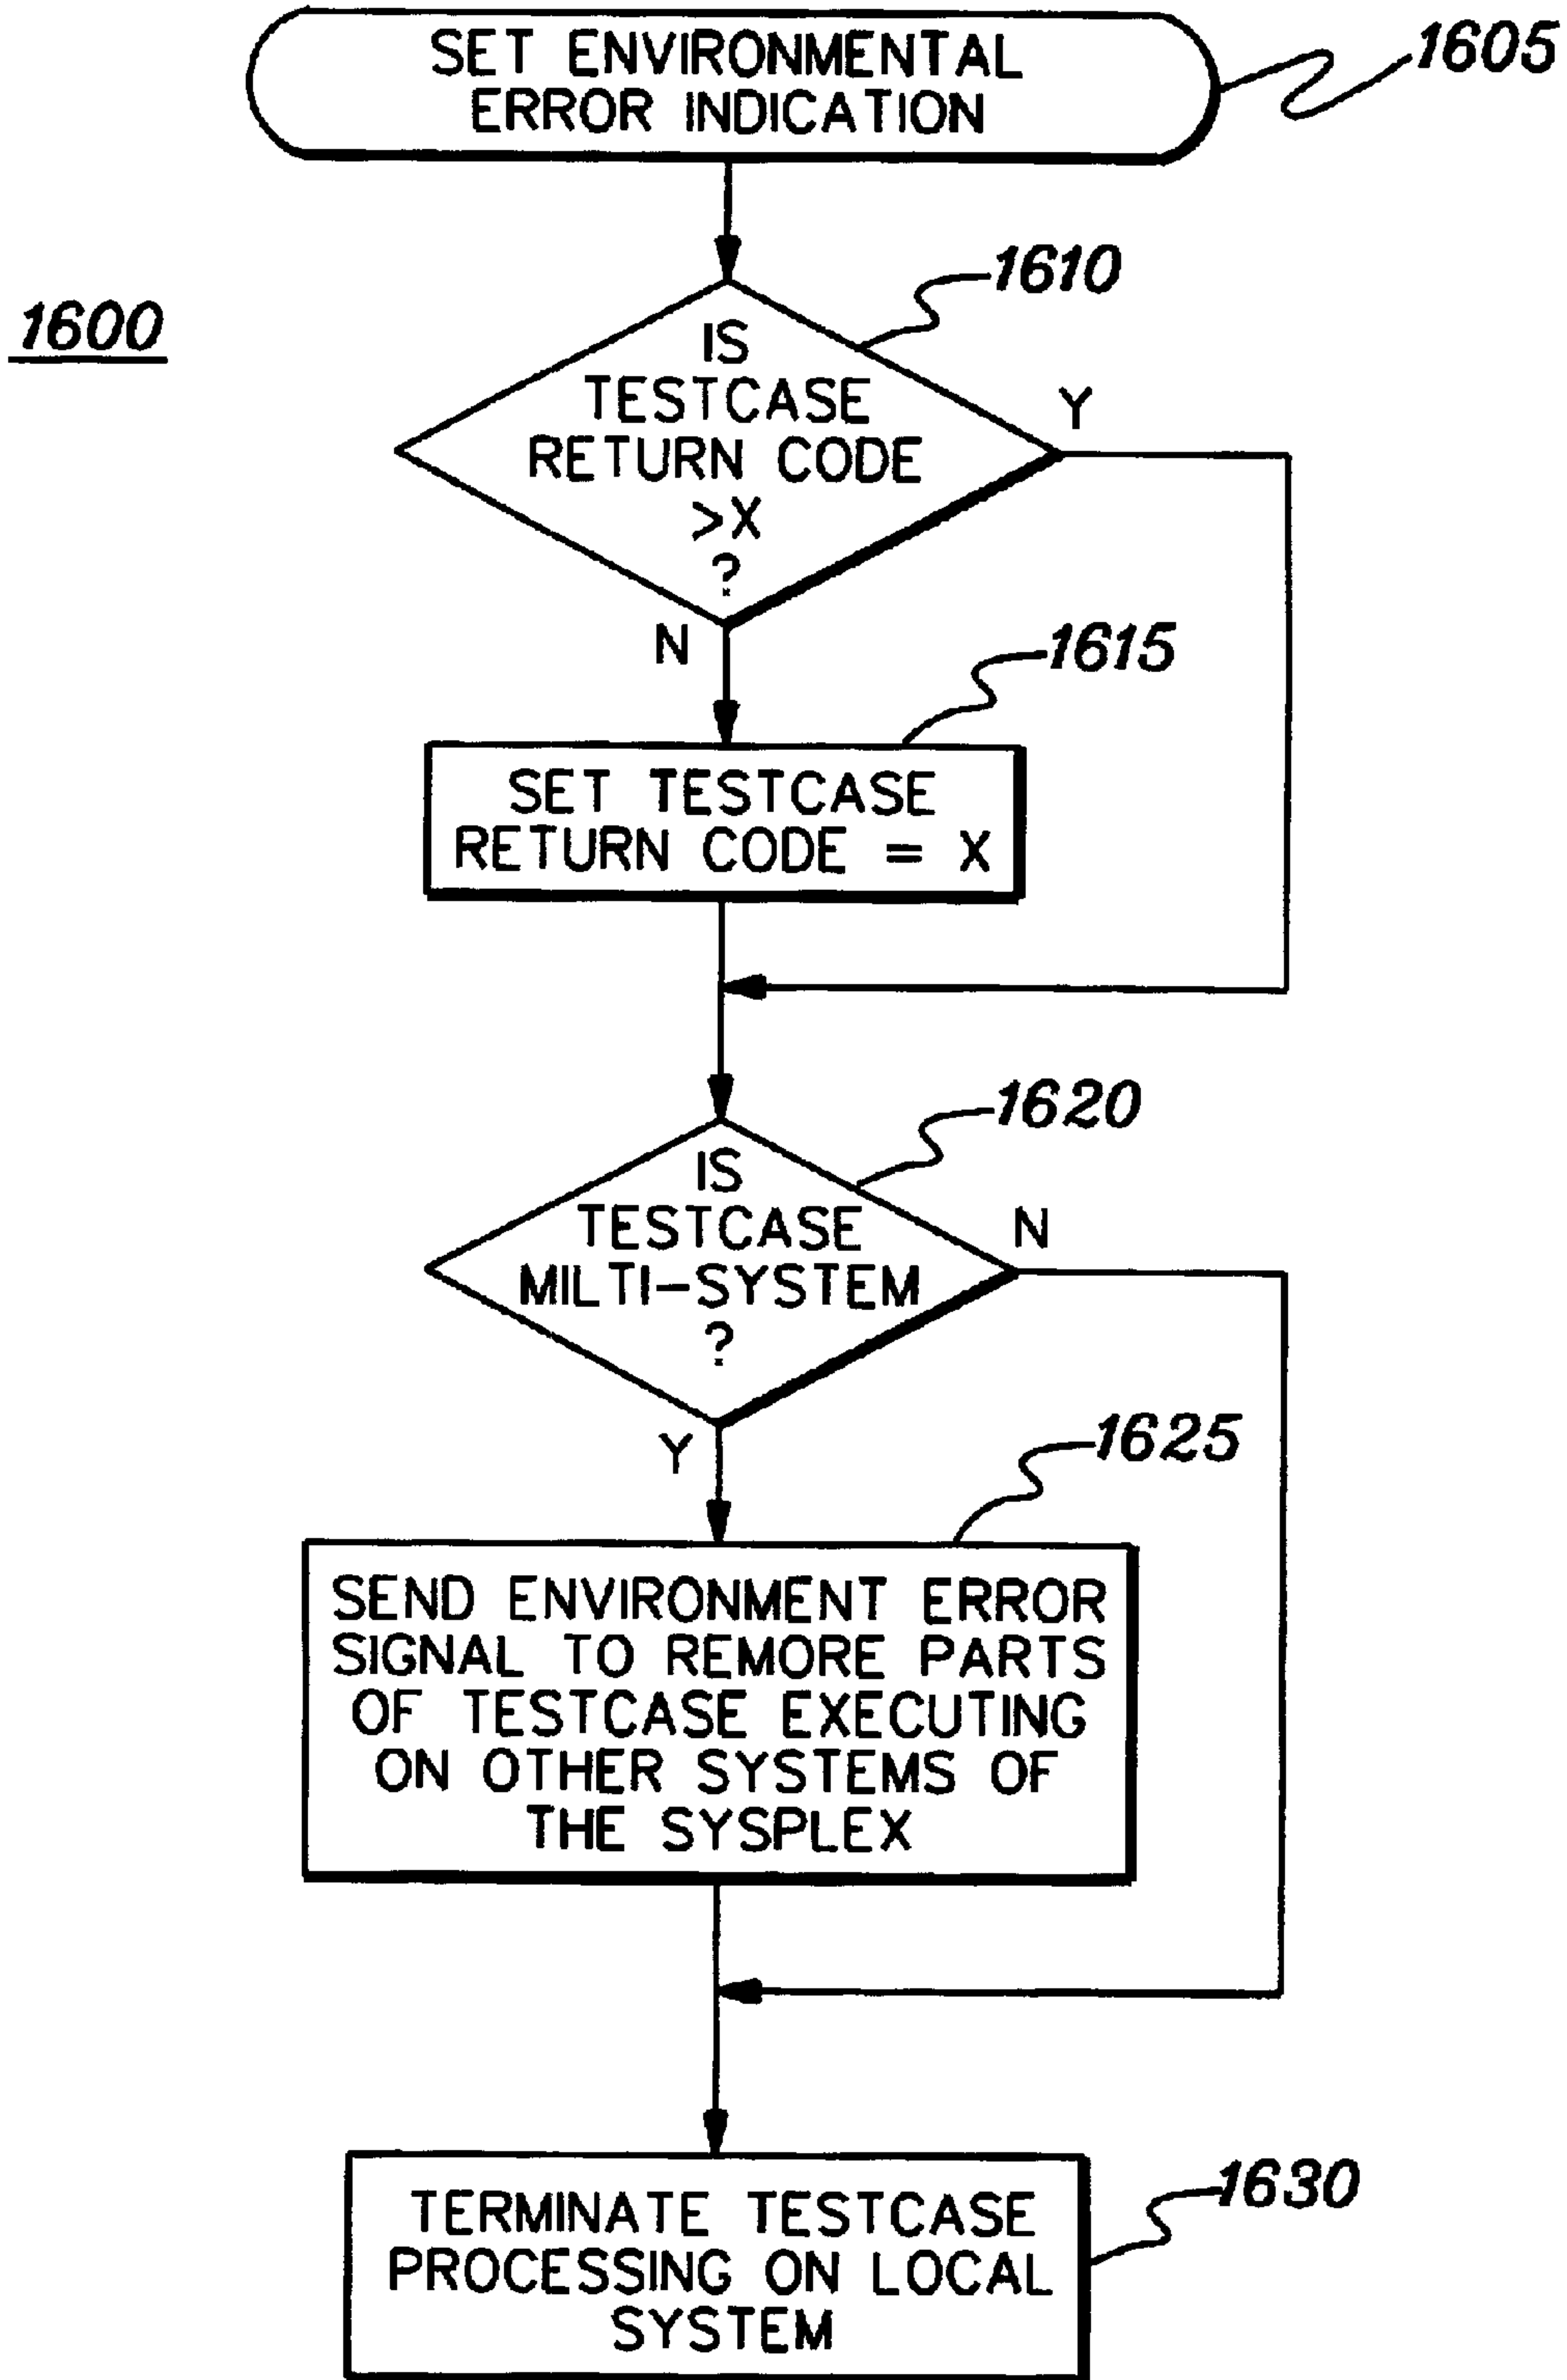 SET ENVIRONMENTAL
ERROR INDICATION
1605
1600
1610
IS
TESTCASE
RETURN CODE
>X
?
Y
N
1615
SET TESTCASE
RETURN CODE = X
1620
IS
TESTCASE
MILTI-SYSTEM
?
N
Y
1625
SEND ENVIRONMENT ERROR
SIGNAL TO REMORE PARTS
OF TESTCASE EXECUTING
ON OTHER SYSTEMS OF
THE SYSPLEX
1630
TERMINATE TESTCASE
PROCESSING ON LOCAL
SYSTEM